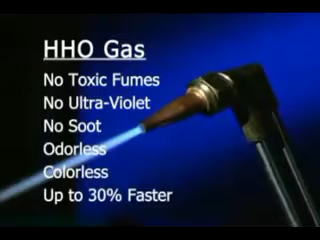 HHO Gas
No Toxic Fumes
No Ultra-Violet
No Soot
Odorless
Colorless
Up to 30% Faster